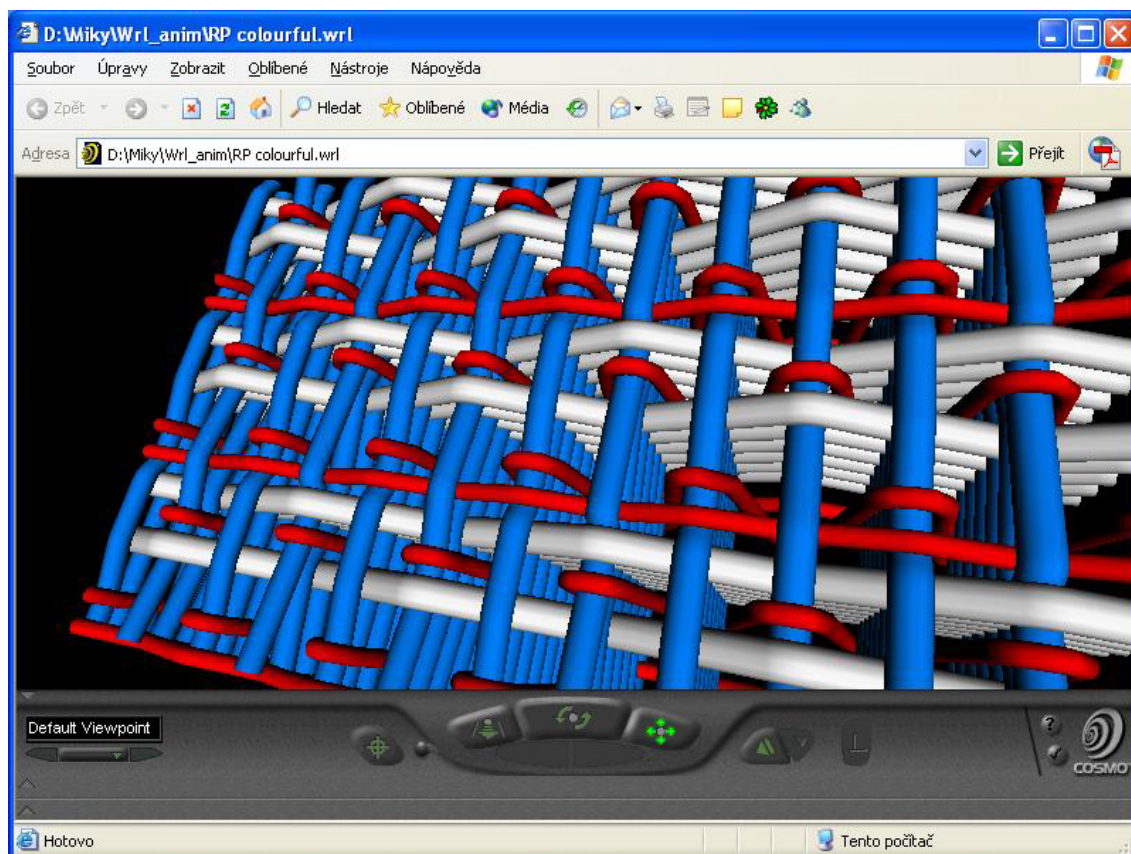 D:\Miky\Wrl_anim\RP colourful.wrl
Soubor Úpravy Zobrazit Oblíbené Nástroje Nápověda
Zpět Hledat Oblíbené Média
Adresa D:\Miky\Wrl_anim\RP colourful.wrl Přejít
Default Viewpoint
?
COSMO
Hotovo Tento počítač